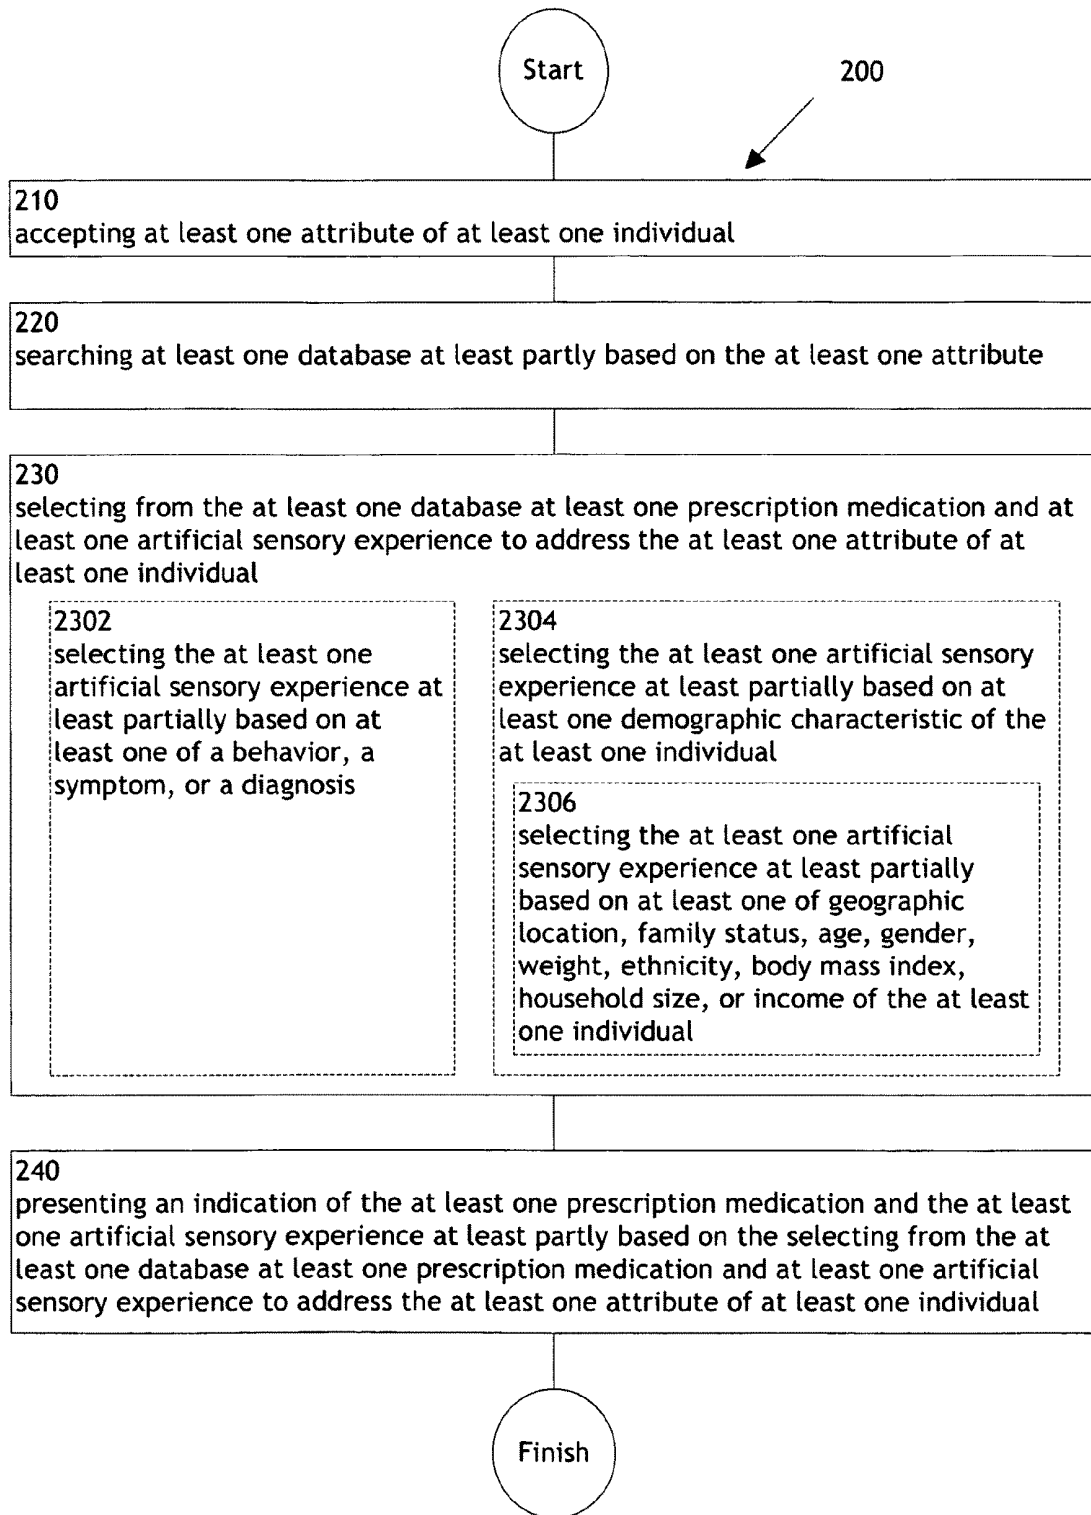 Start
200
210
accepting at least one attribute of at least one individual
220
searching at least one database at least partly based on the at least one attribute
230
selecting from the at least one database at least one prescription medication and at
least one artificial sensory experience to address the at least one attribute of at
least one individual
2302
selecting the at least one
artificial sensory experience at
least partially based on at
least one of a behavior, a
symptom, or a diagnosis
2304
selecting the at least one artificial sensory
experience at least partially based on at
least one demographic characteristic of the
at least one individual
2306
selecting the at least one artificial
sensory experience at least partially
based on at least one of geographic
location, family status, age, gender,
weight, ethnicity, body mass index,
household size, or income of the at least
one individual
240
presenting an indication of the at least one prescription medication and the at least
one artificial sensory experience at least partly based on the selecting from the at
least one database at least one prescription medication and at least one artificial
sensory experience to address the at least one attribute of at least one individual
Finish